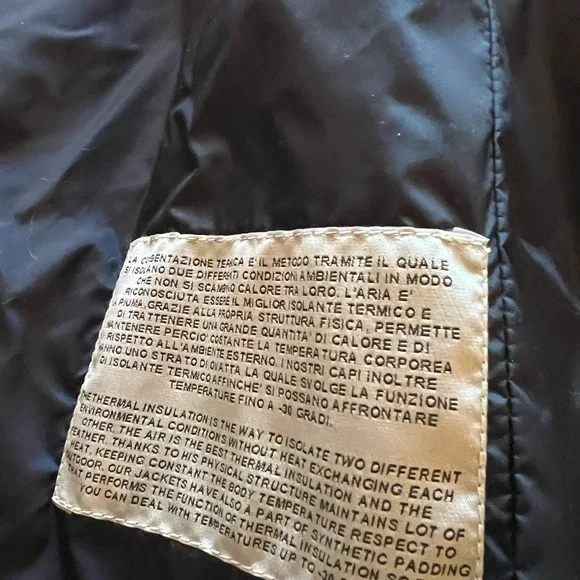 LA COIBENTAZIONE TERMICA E' IL METODO TRAMITE IL QUALE
SI ISOLANO DUE DIFFERNTI CONDIZIONI AMBIENTALI IN MODO
CHE NON SI SCAMBINO CALORE TRA LORO. L'ARIA E'
RICONOSCIUTA ESSERE IL MIGLIOR ISOLANTE TERMICO E
LA PIUMA, GRAZIE ALLA PROPRIA STRUTTURA FISICA, PERMETTE
DI TRATTENERE UNA GRANDE QUANTITA' DI CALORE E DI
MANTENERE PERCIO' COSTANTE LA TEMPERATURA CORPOREA
RISPETTO ALL'AMBIENTE ESTERNO. I NOSTRI CAPI INOLTRE
HANNO UNO STRATO DI OVATTA LA QUALE SVOLGE LA FUNZIONE
DI ISOLANTE TERMICO AFFINCHE' SI POSSANO AFFRONTARE
TEMPERATURE FINO A -30 GRADI.
THE THERMAL INSULATION IS THE WAY TO ISOLATE TWO DIFFERENT
ENVIRONMENTAL CONDITIONS WITHOUT HEAT EXCHANGING EACH
OTHER. THE AIR IS THE BEST THERMAL INSULATION AND THE
FEATHER. THANKS TO HIS PHYSICAL STRUCTURE MAINTAINS LOT OF
HEAT, KEEPING CONSTANT THE BODY TEMPERATURE RESPECT TO
OUTDOOR. OUR JACKETS HAVE ALSO A PART OF SYNTHETIC PADDING
THAT PERFORMS THE FUNCTION OF THERMAL INSULATION SO
YOU CAN DEAL WITH TEMPERATURES UP TO -30